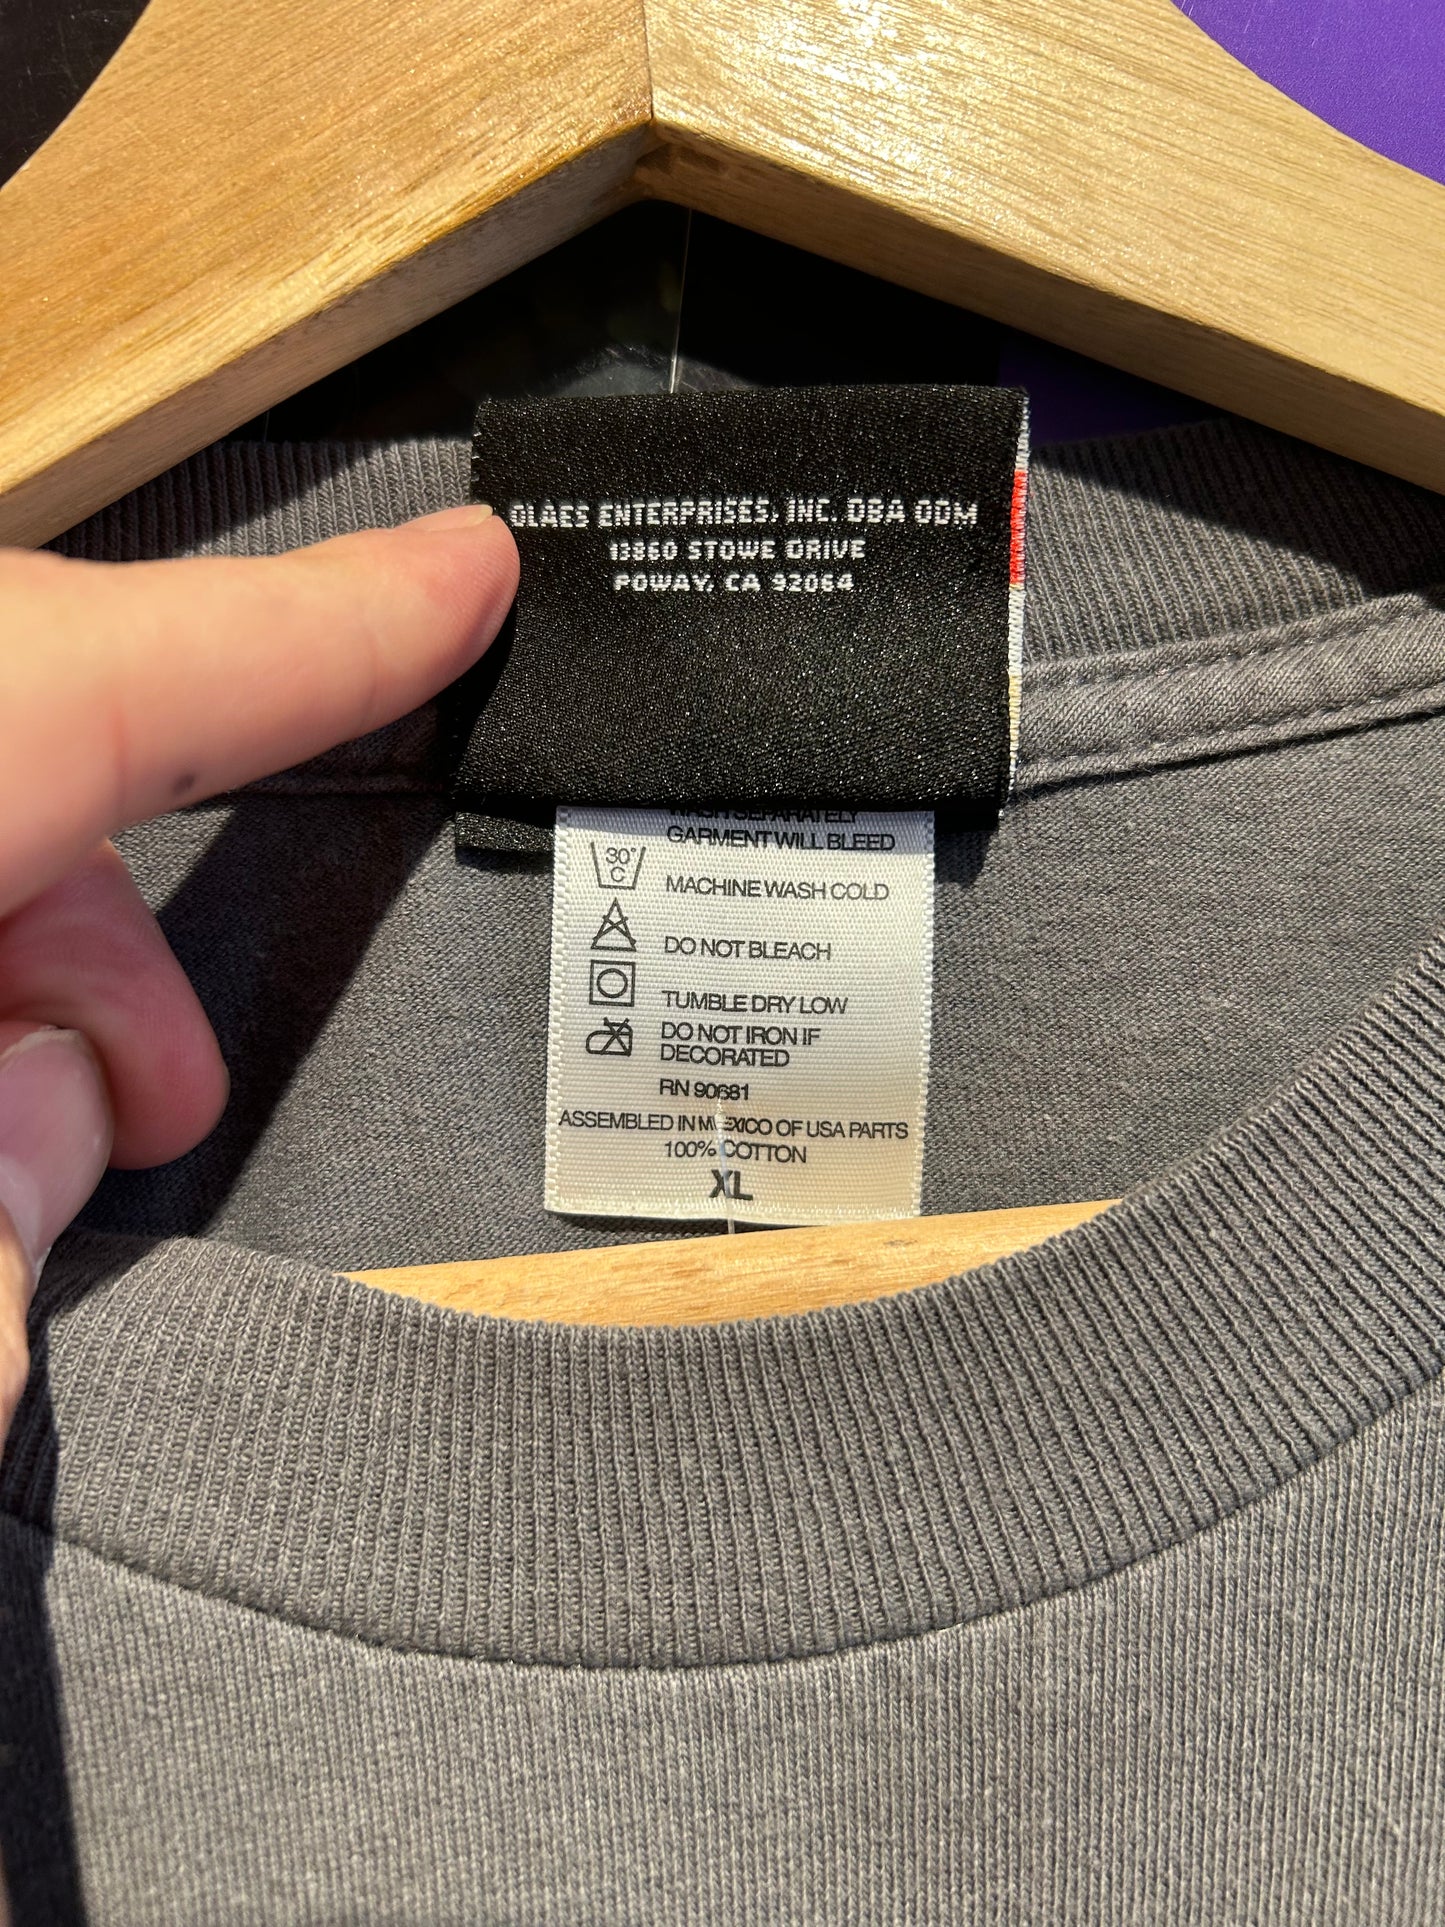 OLAES ENTERPRISES, INC. DBA ODM
13860 STOWE DRIVE
POWAY, CA 92064
WASH SEPARATELY
GARMENT WILL BLEED
30°
C
MACHINE WASH COLD
DO NOT BLEACH
TUMBLE DRY LOW
DO NOT IRON IF
DECORATED
RN 90681
ASSEMBLED IN MEXICO OF USA PARTS
100% COTTON
XL